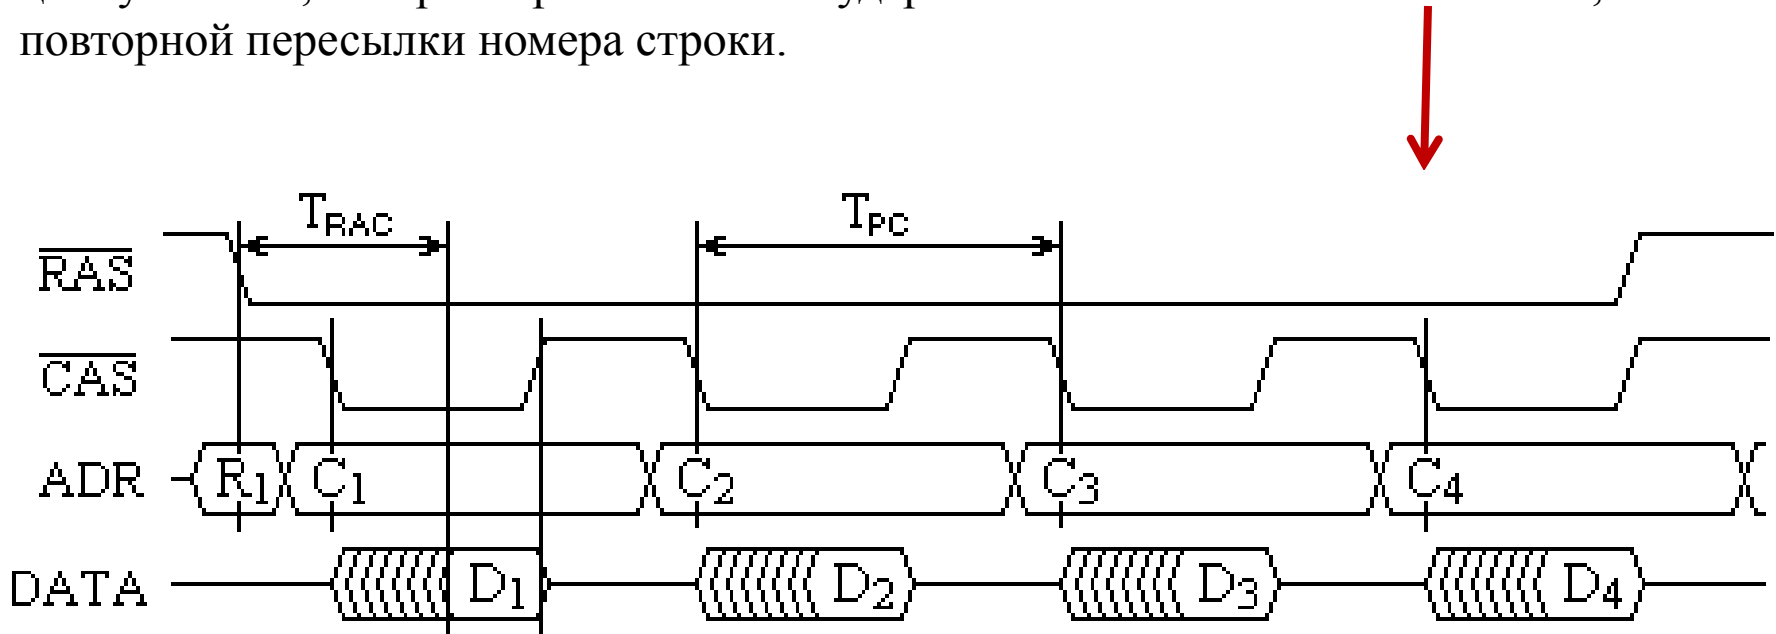 повторной пересылки номера строки.
T_RAC T_PC
RAS
CAS
ADR R1 C1 C2 C3 C4
DATA D1 D2 D3 D4